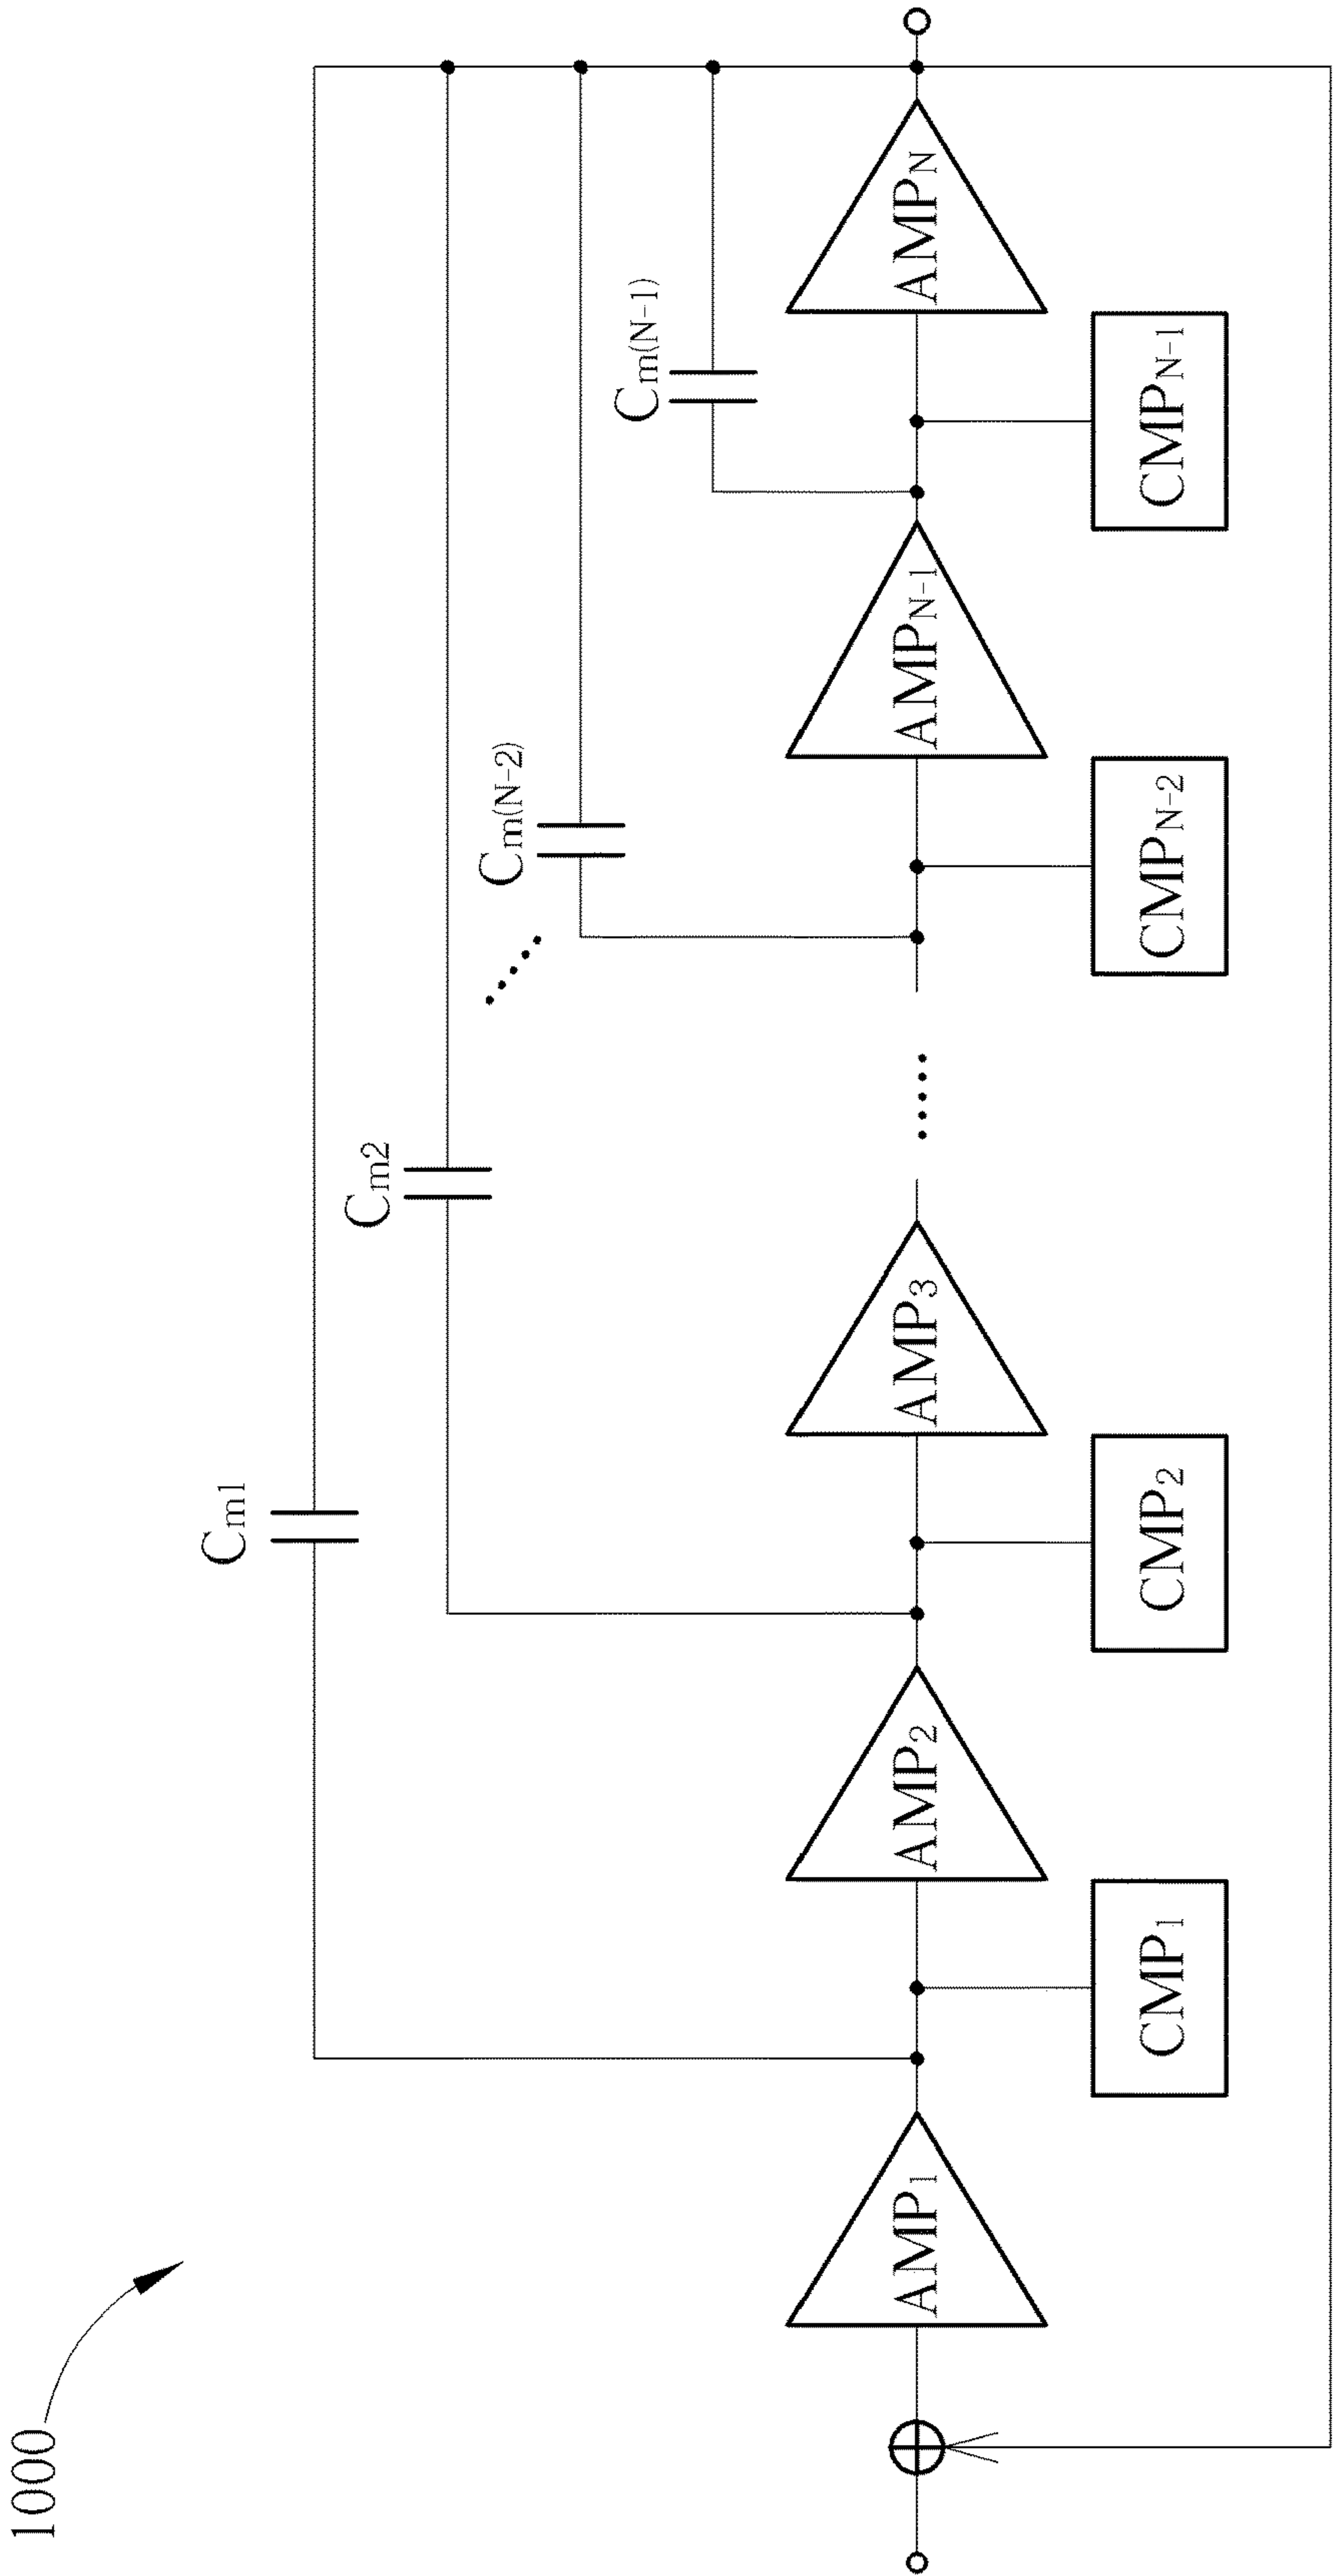 1000
Cm1
Cm2
Cm(N-2)
Cm(N-1)
AMP1
AMP2
AMP3
AMPN-1
AMPN
CMP1
CMP2
CMPN-2
CMPN-1